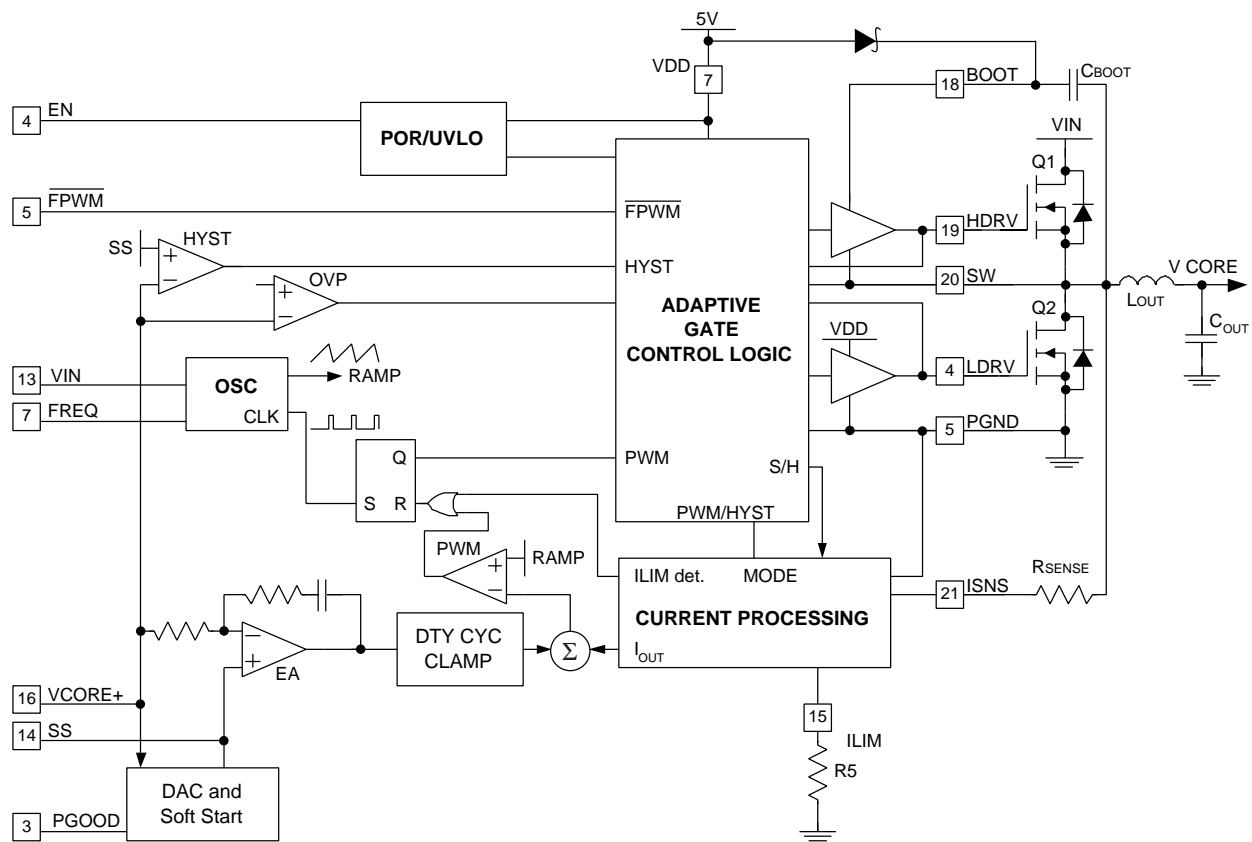 5V
VDD
7
18
BOOT
CBOOT
4
EN
POR/UVLO
VIN
Q1
5
FPWM
FPWM
SS
HYST
+
−
HYST
19
HDRV
OVP
+
−
20
SW
V CORE
LOUT
COUT
ADAPTIVE
GATE
CONTROL LOGIC
VDD
Q2
4
LDRV
13
VIN
OSC
RAMP
7
FREQ
CLK
5
PGND
Q
PWM
S/H
S
R
PWM/HYST
PWM
RAMP
+
−
ILIM det.
MODE
21
ISNS
RSENSE
CURRENT PROCESSING
IOUT
−
+
EA
DTY CYC
CLAMP
Σ
16
VCORE+
14
SS
15
ILIM
R5
DAC and
Soft Start
3
PGOOD